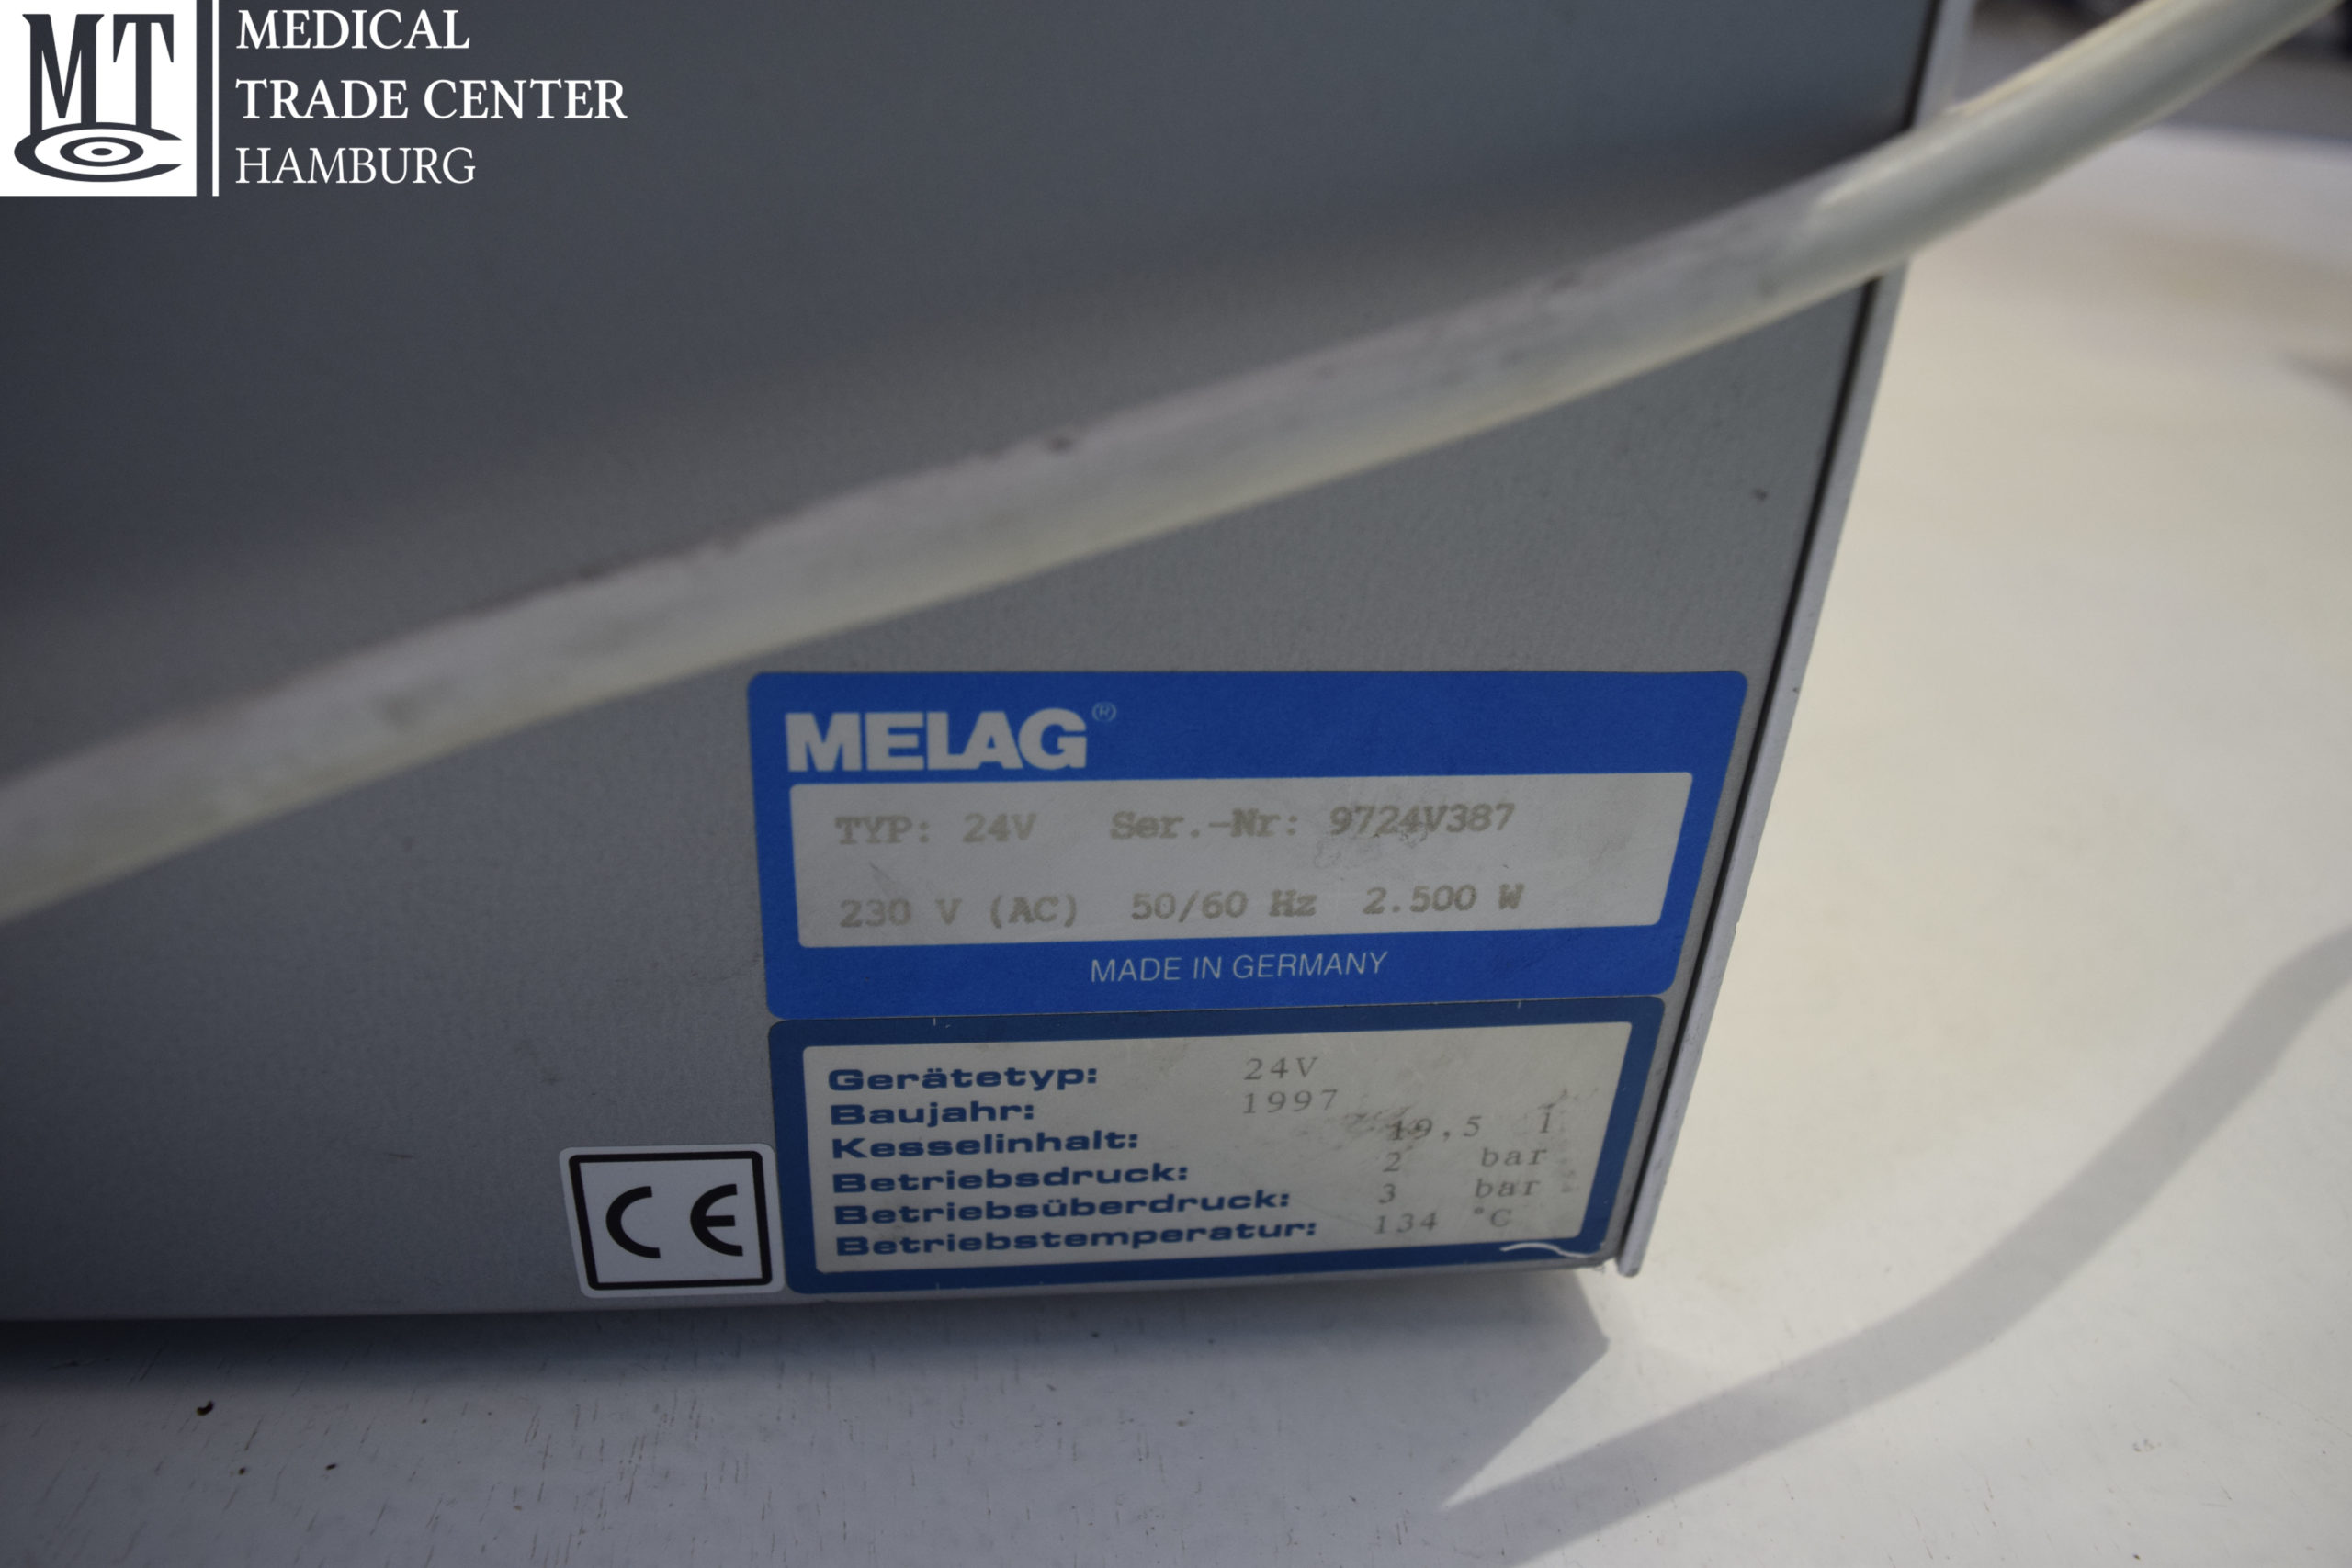 MTC
MEDICAL
TRADE CENTER
HAMBURG
MELAG®
TYP: 24V Ser.-Nr: 9724V387
230 V (AC) 50/60 Hz 2.500 W
MADE IN GERMANY
Gerätetyp: 24V
Baujahr: 1997
Kesselinhalt: 19,5 l
Betriebsdruck: 2 bar
Betriebsüberdruck: 3 bar
Betriebstemperatur: 134 °C
CE